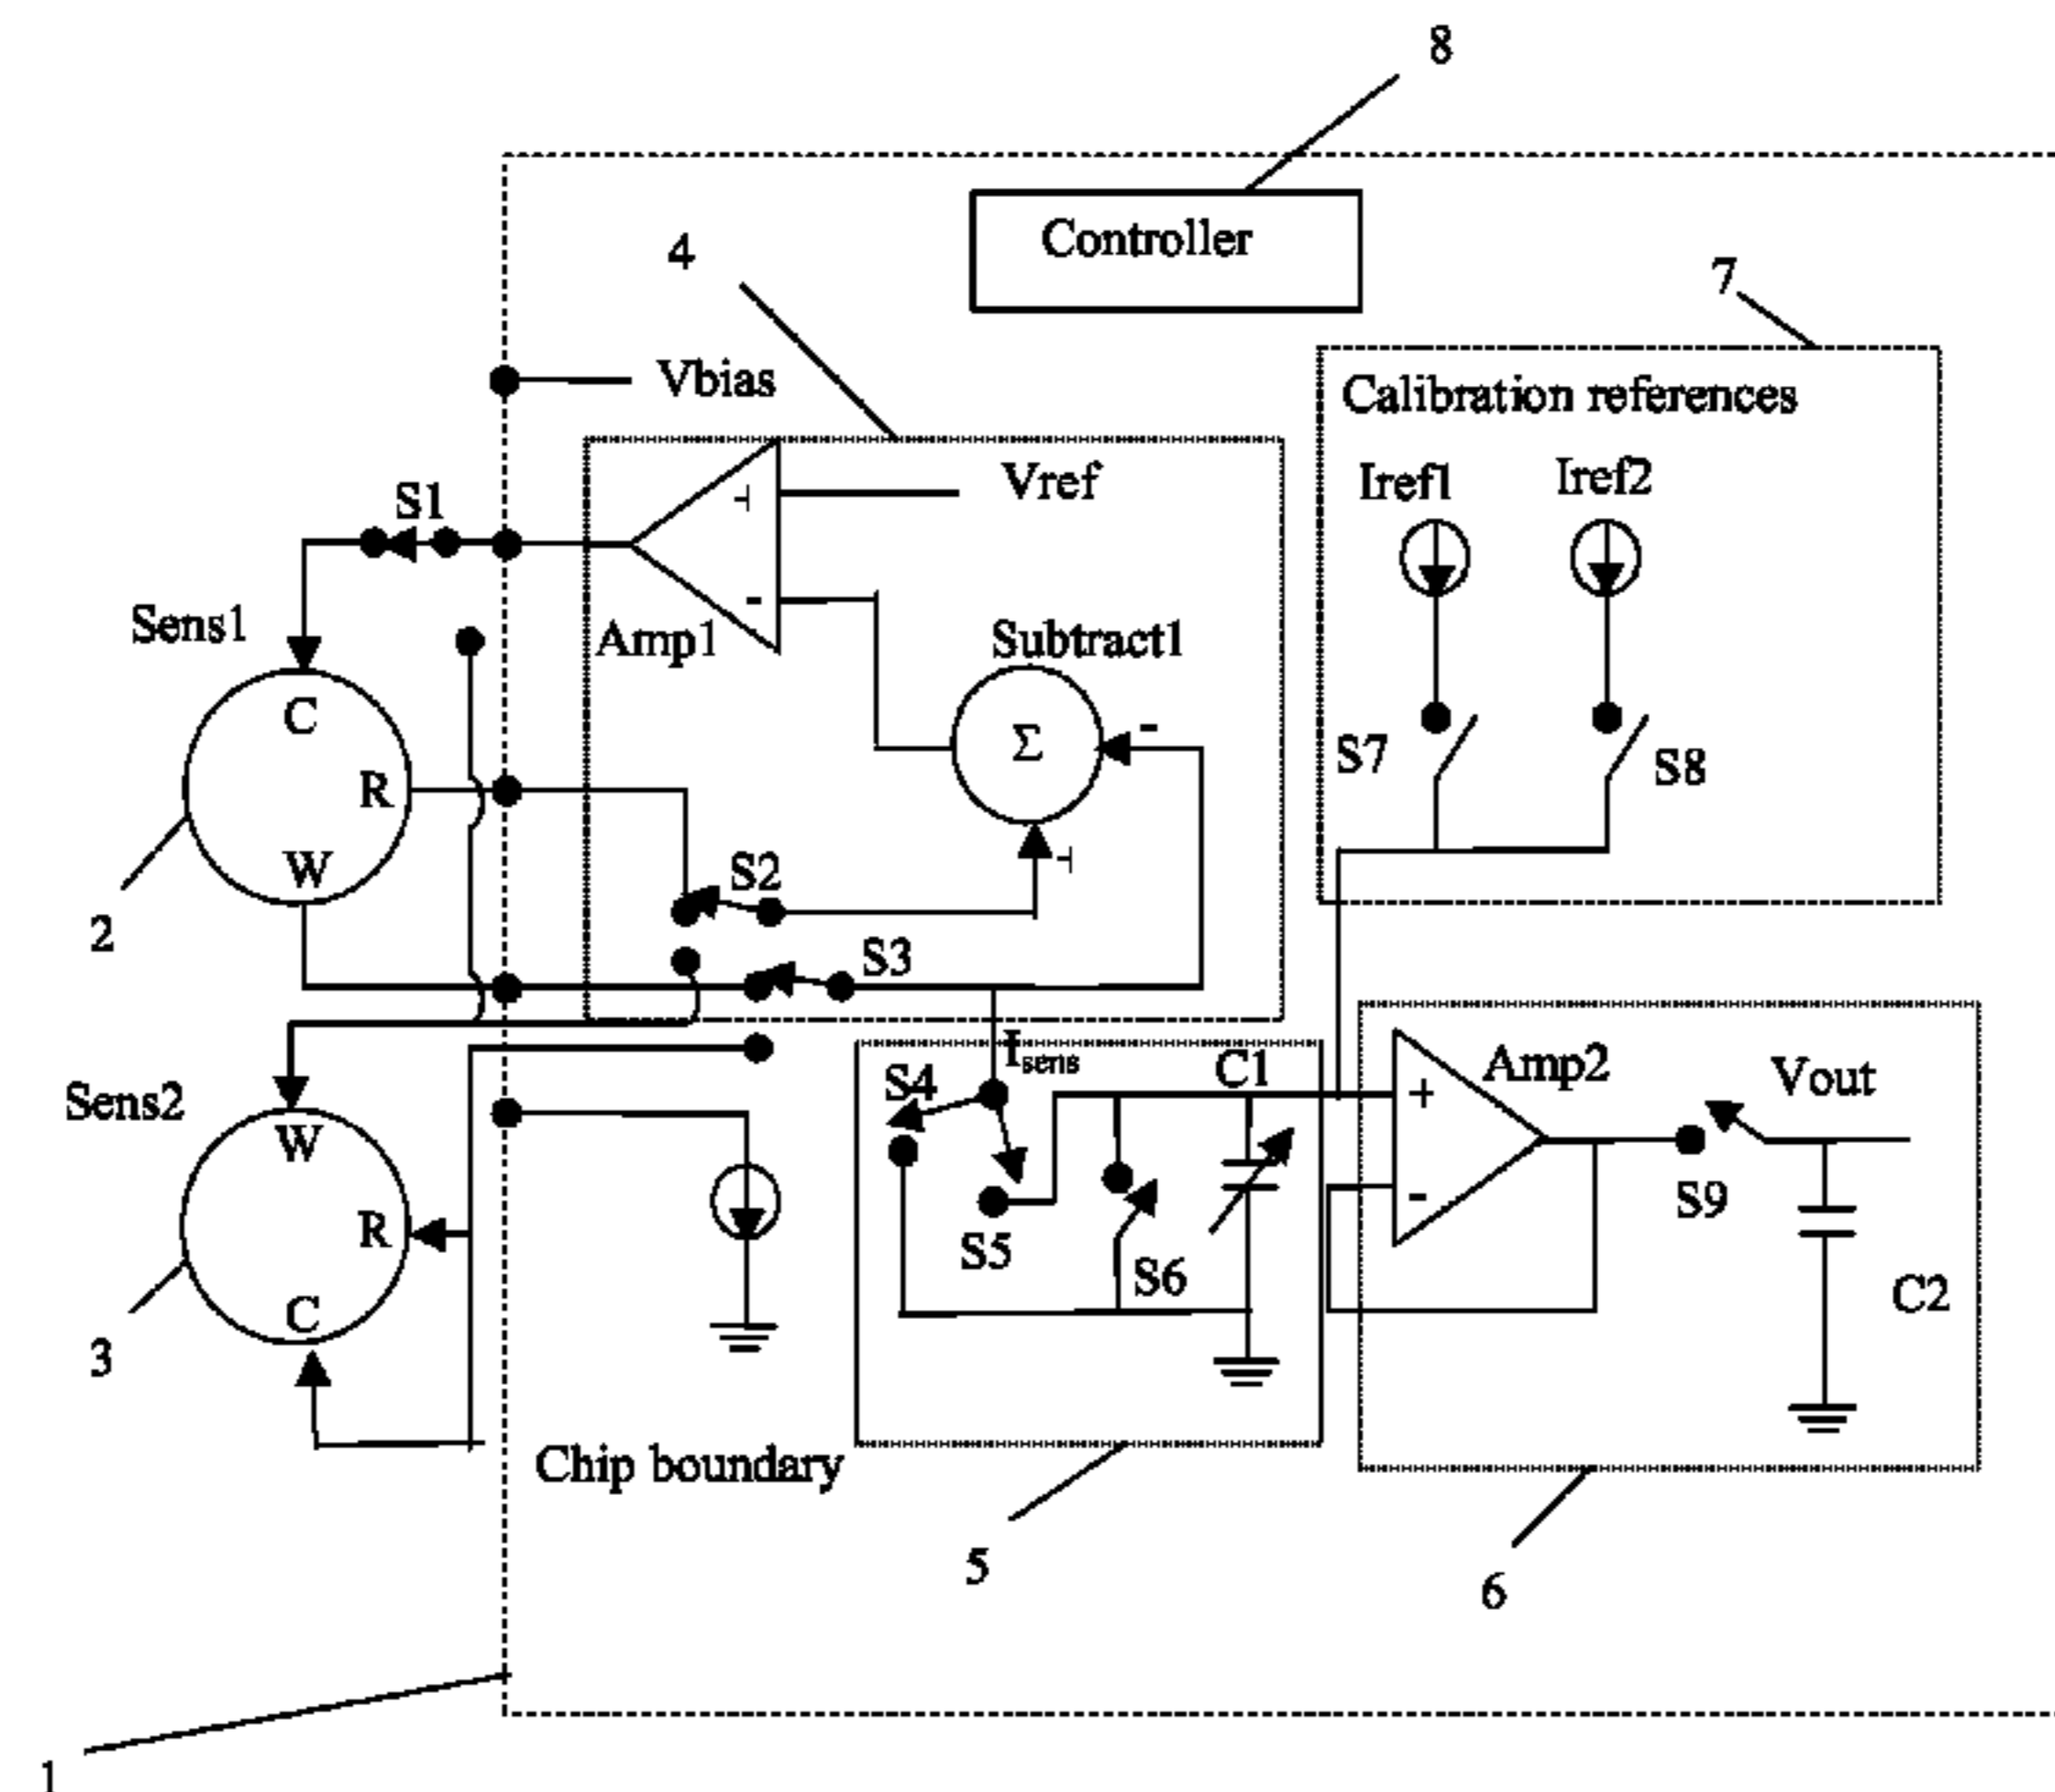 8
Controller
4
7
Vbias
Calibration references
Vref
Iref1
Iref2
S1
-
Sens1
Amp1
Subtract1
C
Σ
-
S7
S8
R
W
S2
2
S3
Isens
C1
Amp2
Vout
S4
Sens2
+
W
-
S9
R
S5
S6
C2
C
3
Chip boundary
5
6
1